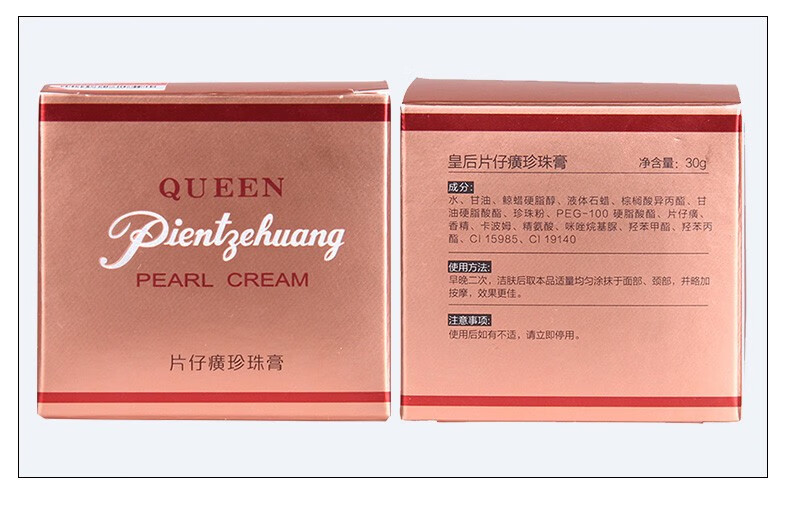 QUEEN
Pientzehuang
PEARL CREAM
片仔癀珍珠膏
皇后片仔癀珍珠膏 净含量：30g
成分:
水、甘油、鲸蜡硬脂醇、液体石蜡、棕榈酸异丙酯、甘
油硬脂酸酯、珍珠粉、PEG-100 硬脂酸酯、片仔癀、
香精、卡波姆、精氨酸、咪唑烷基脲、羟苯甲酯、羟苯丙
酯、CI 15985、CI 19140
使用方法:
早晚二次，洁肤后取本品适量均匀涂抹于面部、颈部，并略加
按摩，效果更佳。
注意事项:
使用后如有不适，请立即停用。